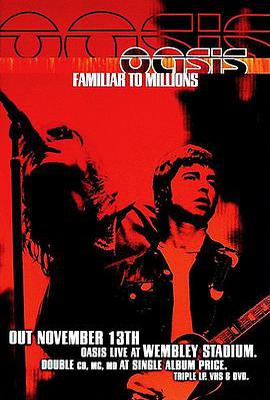 oasis
oasis
FAMILIAR TO MILLIONS
OUT NOVEMBER 13TH
OASIS LIVE AT WEMBLEY STADIUM.
DOUBLE CD, MC, MD AT SINGLE ALBUM PRICE.
TRIPLE LP, VHS & DVD.